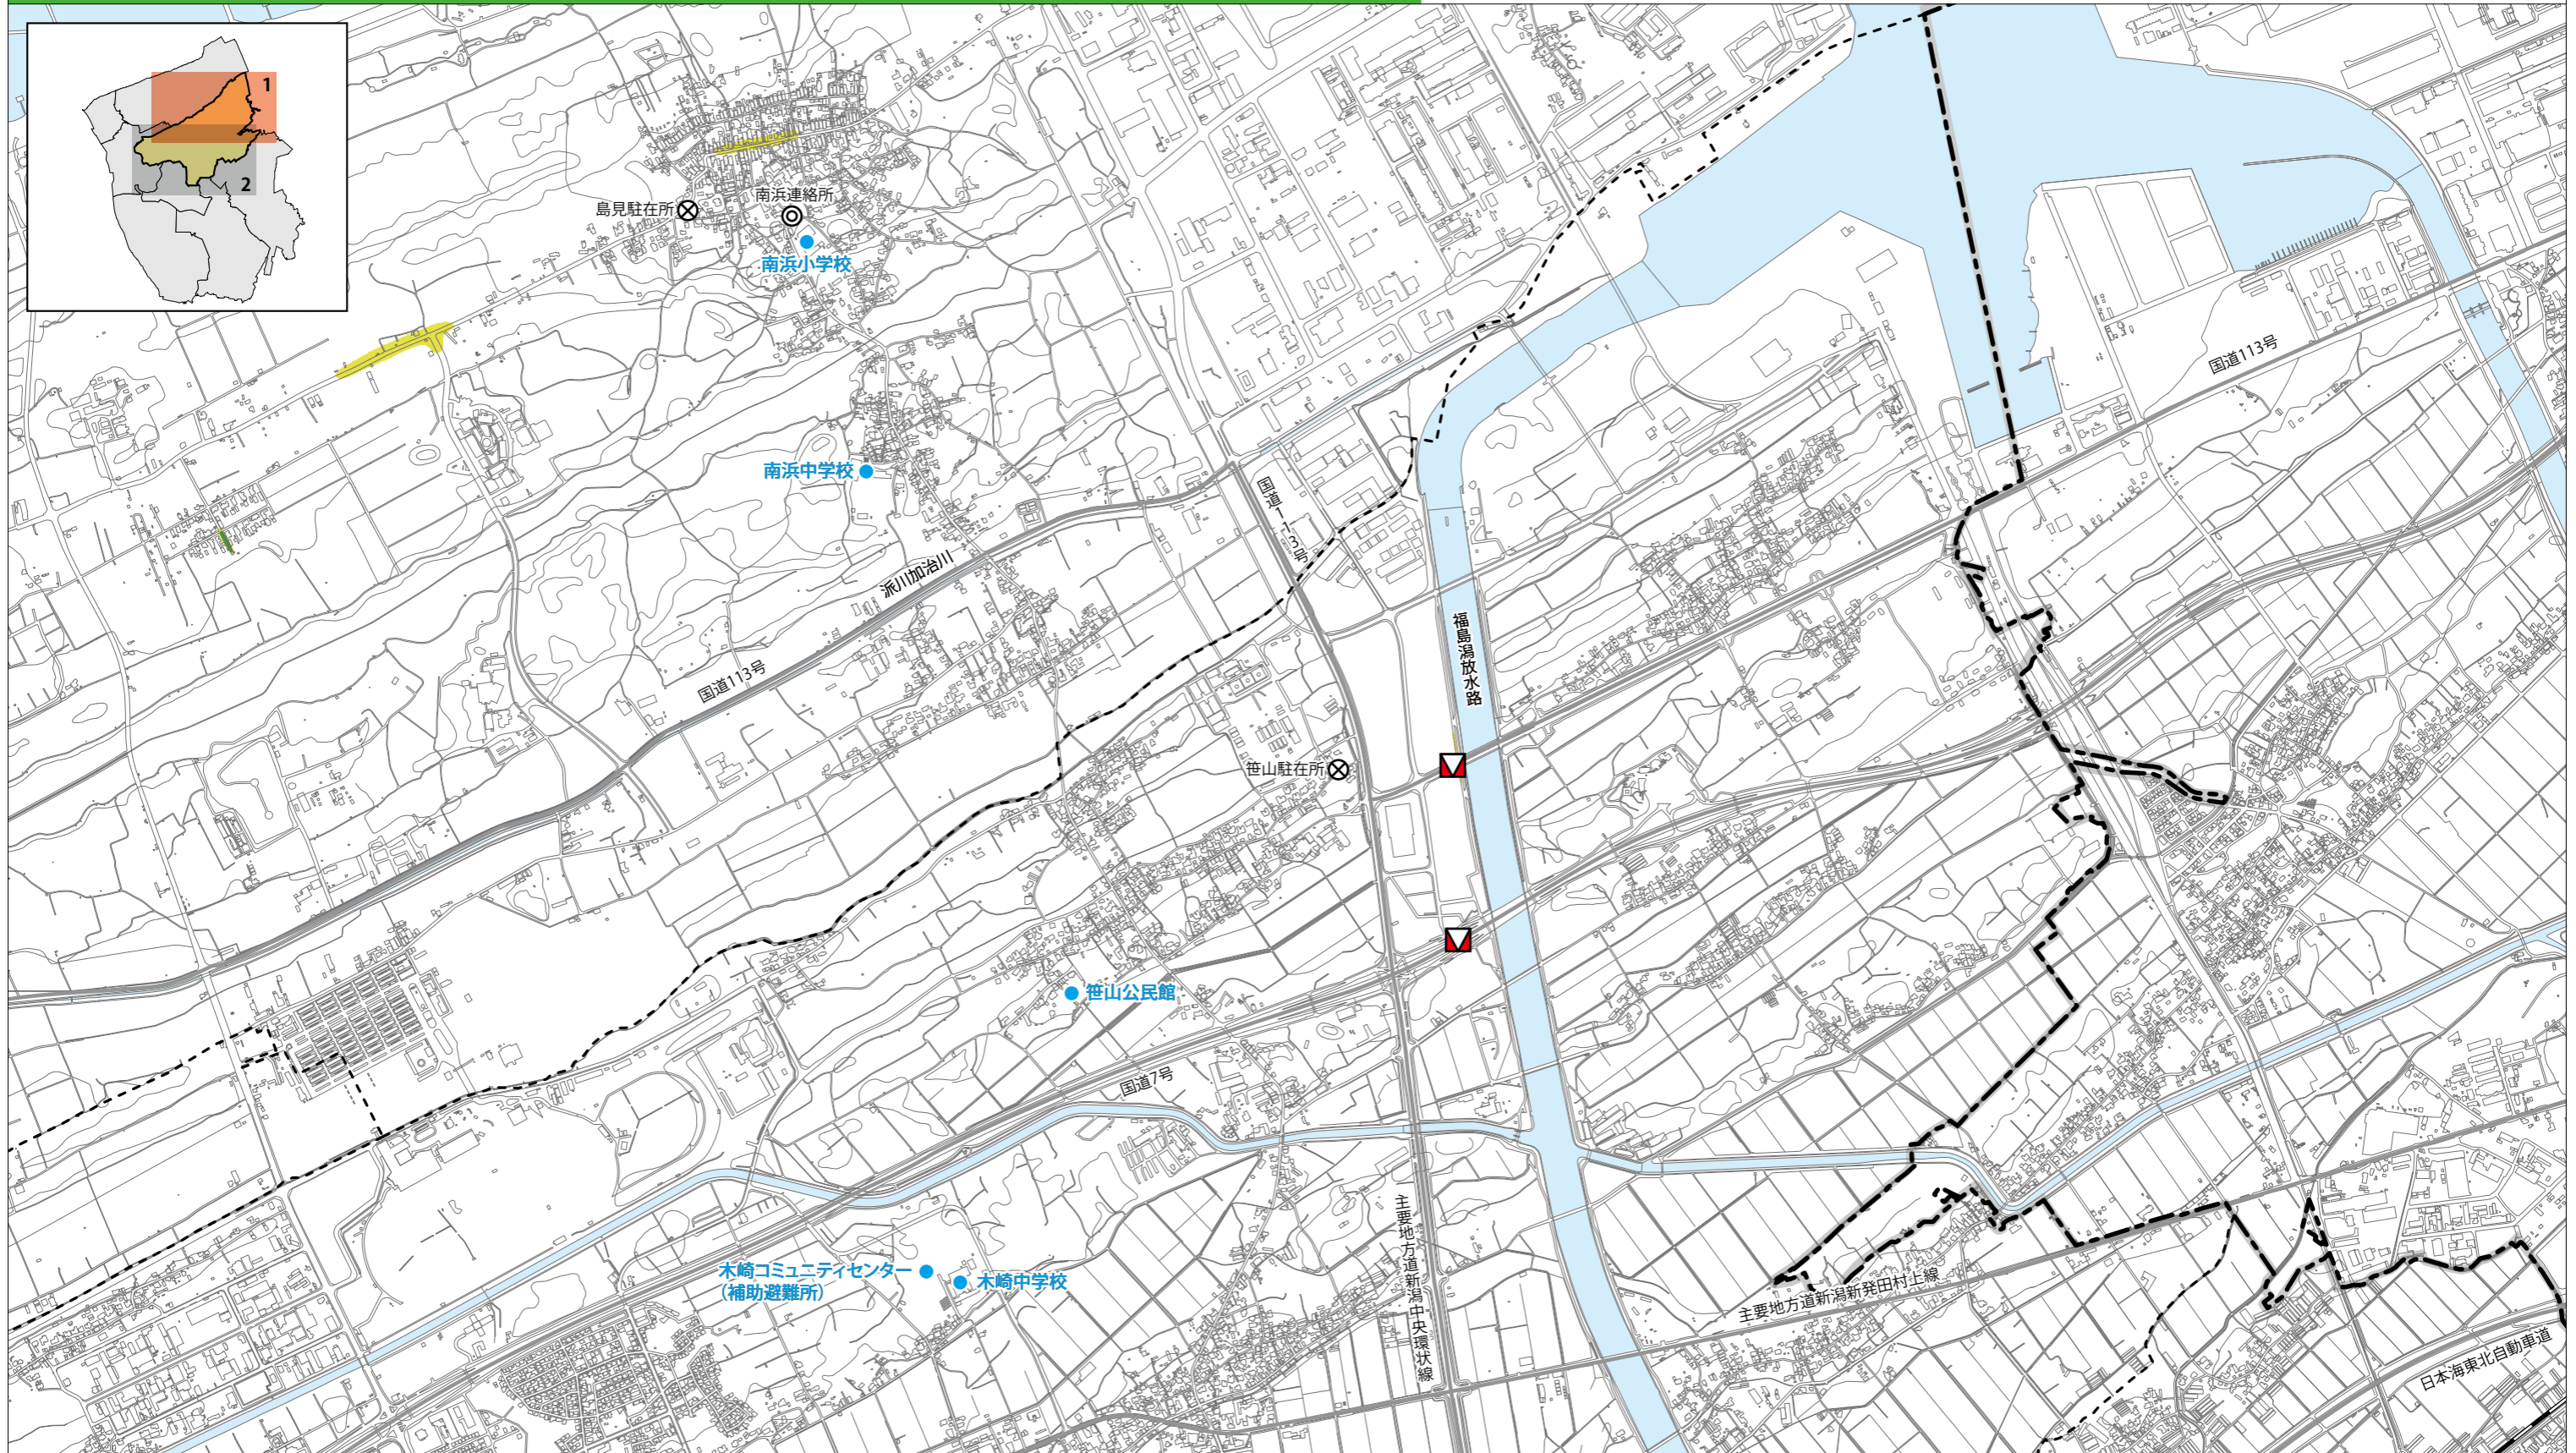 1
2
島見駐在所
南浜連絡所
南浜小学校
国道113号
南浜中学校
国道113号
派川加治川
福島潟放水路
国道113号
笹山駐在所
笹山公民館
国道7号
主要地方道新潟中央環状線
木崎コミュニティセンター
（補助避難所）
木崎中学校
主要地方道新潟新発田村上線
日本海東北自動車道